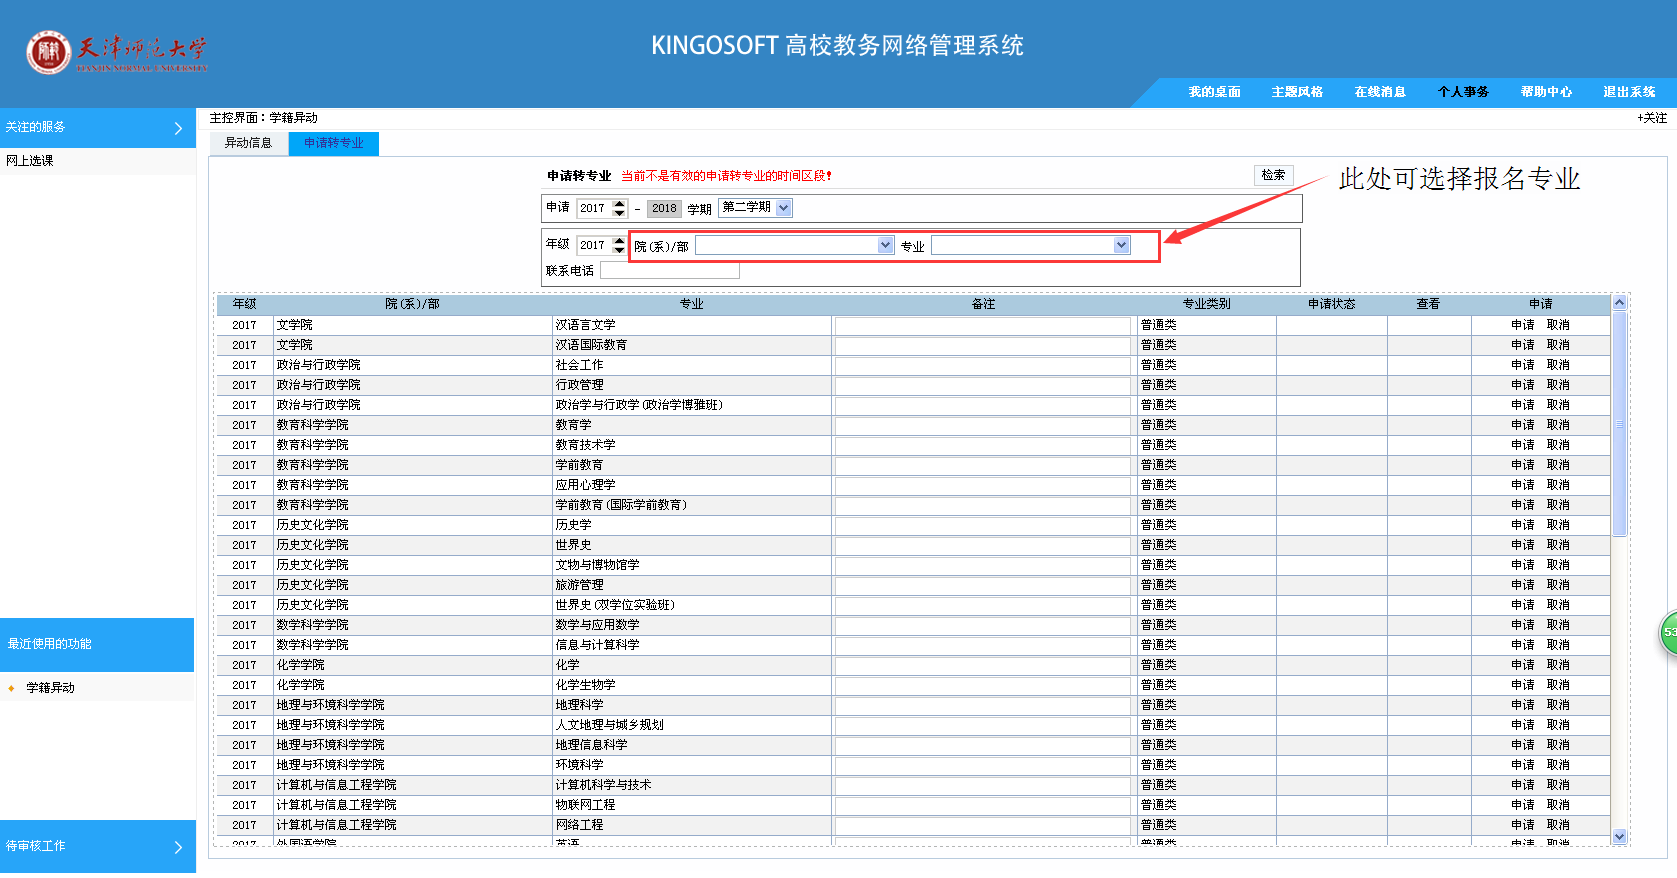 天津师范大学
TIANJIN NORMAL UNIVERSITY
KINGOSOFT 高校教务网络管理系统
我的桌面 主题风格 在线消息 个人事务 帮助中心 退出系统
关注的服务
网上选课
最近使用的功能
学籍异动
待审核工作
主控界面：学籍异动 +关注
异动信息 申请转专业
申请转专业 当前不是有效的申请转专业的时间区段! 检索
此处可选择报名专业
申请 2017 - 2018 学期 第二学期
年级 2017 院(系)/部 专业
联系电话
年级 院(系)/部 专业 备注 专业类别 申请状态 查看 申请
2017 文学院 汉语言文学 普通类 申请 取消
2017 文学院 汉语国际教育 普通类 申请 取消
2017 政治与行政学院 社会工作 普通类 申请 取消
2017 政治与行政学院 行政管理 普通类 申请 取消
2017 政治与行政学院 政治学与行政学(政治学博雅班) 普通类 申请 取消
2017 教育科学学院 教育学 普通类 申请 取消
2017 教育科学学院 教育技术学 普通类 申请 取消
2017 教育科学学院 学前教育 普通类 申请 取消
2017 教育科学学院 应用心理学 普通类 申请 取消
2017 教育科学学院 学前教育(国际学前教育) 普通类 申请 取消
2017 历史文化学院 历史学 普通类 申请 取消
2017 历史文化学院 世界史 普通类 申请 取消
2017 历史文化学院 文物与博物馆学 普通类 申请 取消
2017 历史文化学院 旅游管理 普通类 申请 取消
2017 历史文化学院 世界史(双学位实验班) 普通类 申请 取消
2017 数学科学学院 数学与应用数学 普通类 申请 取消
2017 数学科学学院 信息与计算科学 普通类 申请 取消
2017 化学学院 化学 普通类 申请 取消
2017 化学学院 化学生物学 普通类 申请 取消
2017 地理与环境科学学院 地理科学 普通类 申请 取消
2017 地理与环境科学学院 人文地理与城乡规划 普通类 申请 取消
2017 地理与环境科学学院 地理信息科学 普通类 申请 取消
2017 地理与环境科学学院 环境科学 普通类 申请 取消
2017 计算机与信息工程学院 计算机科学与技术 普通类 申请 取消
2017 计算机与信息工程学院 物联网工程 普通类 申请 取消
2017 计算机与信息工程学院 网络工程 普通类 申请 取消
2017 外国语学院 英语 普通类 申请 取消
53